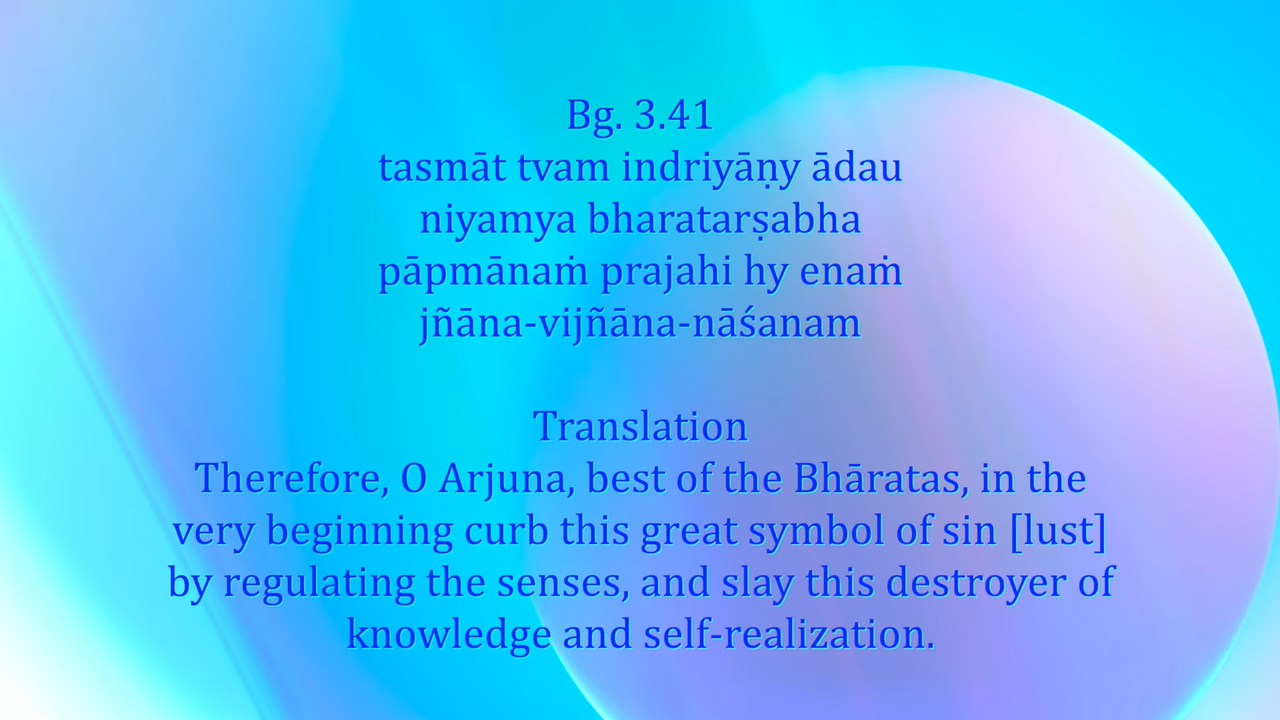 Bg. 3.41
tasmāt tvam indriyāṇy ādau
niyamya bharatarṣabha
pāpmānaṁ prajahi hy enaṁ
jñāna-vijñāna-nāśanam
Translation
Therefore, O Arjuna, best of the Bhāratas, in the
very beginning curb this great symbol of sin [lust]
by regulating the senses, and slay this destroyer of
knowledge and self-realization.